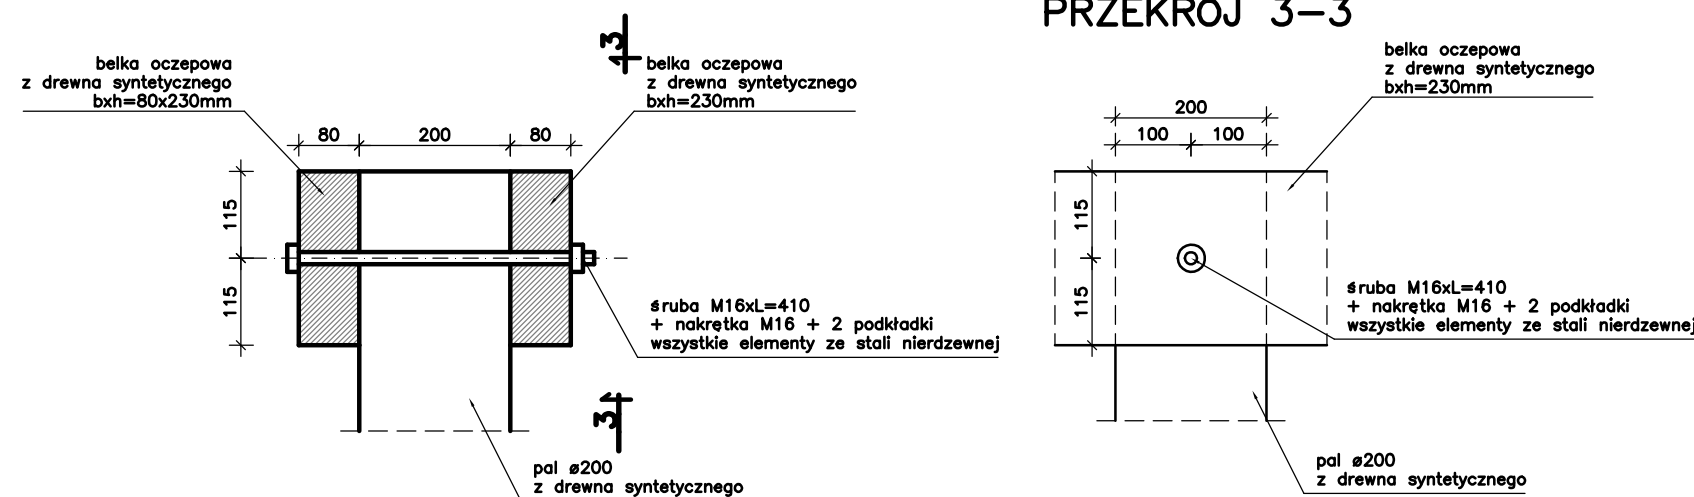 PRZEKRÓJ 3-3
3
belka oczepowa
z drewna syntetycznego
bxh=80x230mm
belka oczepowa
z drewna syntetycznego
bxh=230mm
80
200
80
115
115
śruba M16xL=410
+ nakrętka M16 + 2 podkładki
wszystkie elementy ze stali nierdzewnej
3
pal ø200
z drewna syntetycznego
belka oczepowa
z drewna syntetycznego
bxh=230mm
200
100
100
115
115
śruba M16xL=410
+ nakrętka M16 + 2 podkładki
wszystkie elementy ze stali nierdzewnej
pal ø200
z drewna syntetycznego